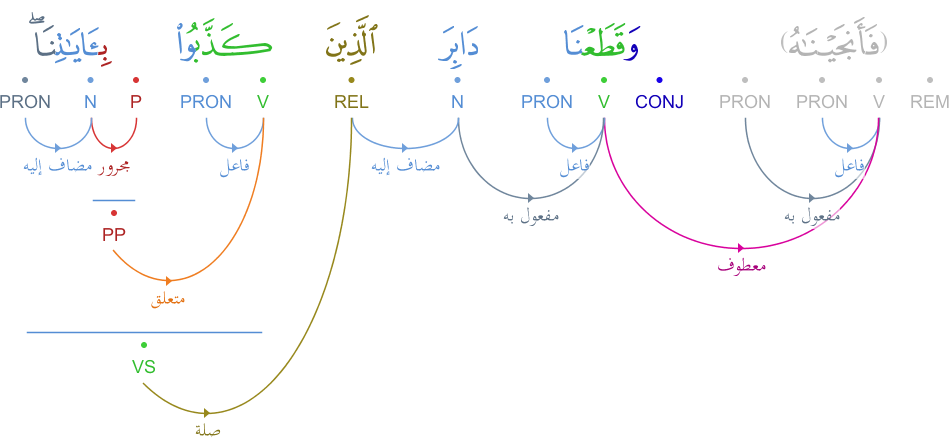 (فَأَنجَيْنَـٰهُ) وَقَطَعْنَا دَابِرَ ٱلَّذِينَ كَذَّبُوا۟ بِـَٔايَـٰتِنَا ۖ
REM V PRON PRON CONJ V PRON N REL V PRON P N PRON
فاعل فاعل مضاف إليه فاعل مجرور مضاف إليه
مفعول به مفعول به
PP
معطوف
متعلق
VS
صلة